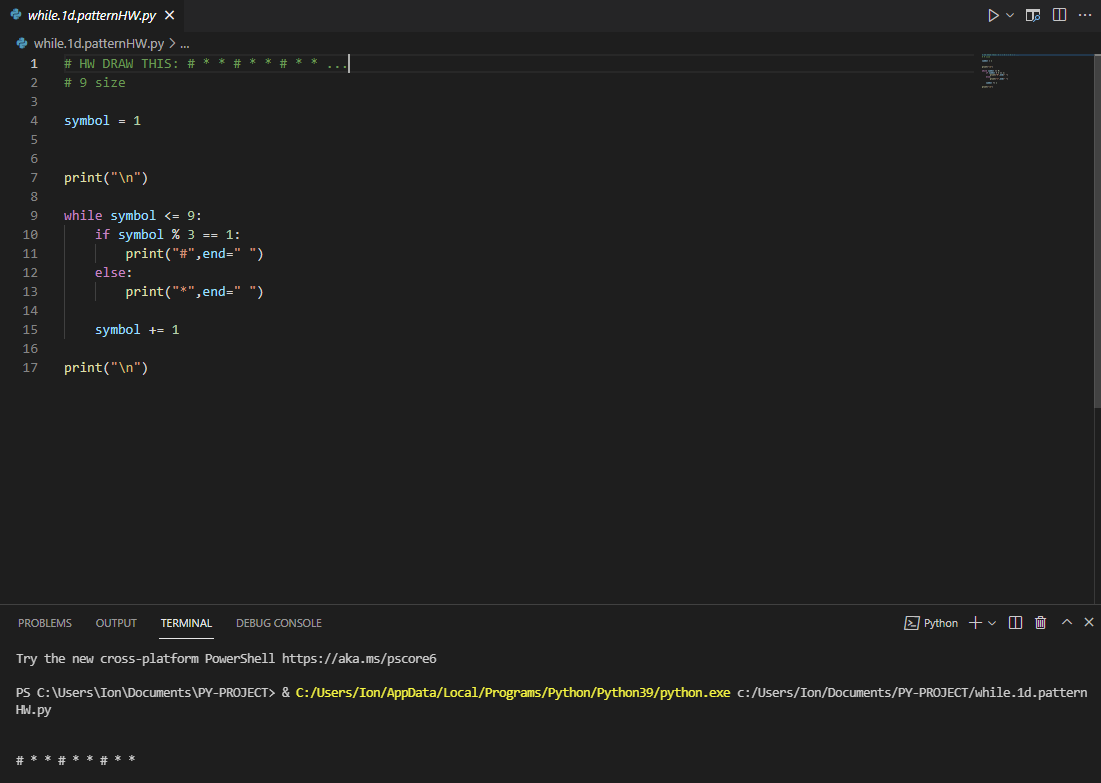 while.1d.patternHW.py
while.1d.patternHW.py > ...
1 # HW DRAW THIS: # * * # * * # * * ...
2 # 9 size
3
4 symbol = 1
5
6
7 print("\n")
8
9 while symbol <= 9:
10     if symbol % 3 == 1:
11         print("#",end=" ")
12     else:
13         print("*",end=" ")
14
15     symbol += 1
16
17 print("\n")
PROBLEMS OUTPUT TERMINAL DEBUG CONSOLE Python
Try the new cross-platform PowerShell https://aka.ms/pscore6
PS C:\Users\Ion\Documents\PY-PROJECT> & C:/Users/Ion/AppData/Local/Programs/Python/Python39/python.exe c:/Users/Ion/Documents/PY-PROJECT/while.1d.pattern
HW.py
# * * # * * # * *